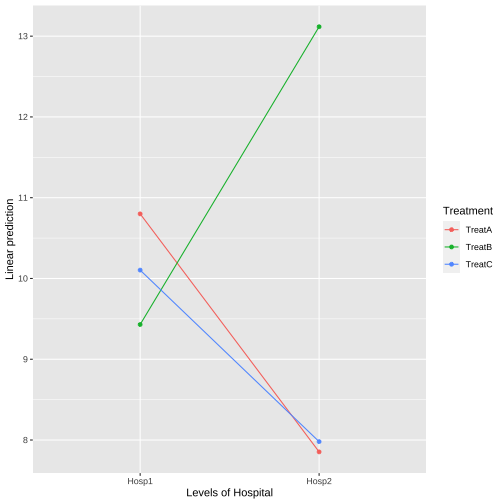 13
12
11
10
9
8
Linear prediction
Hosp1
Hosp2
Levels of Hospital
Treatment
TreatA
TreatB
TreatC